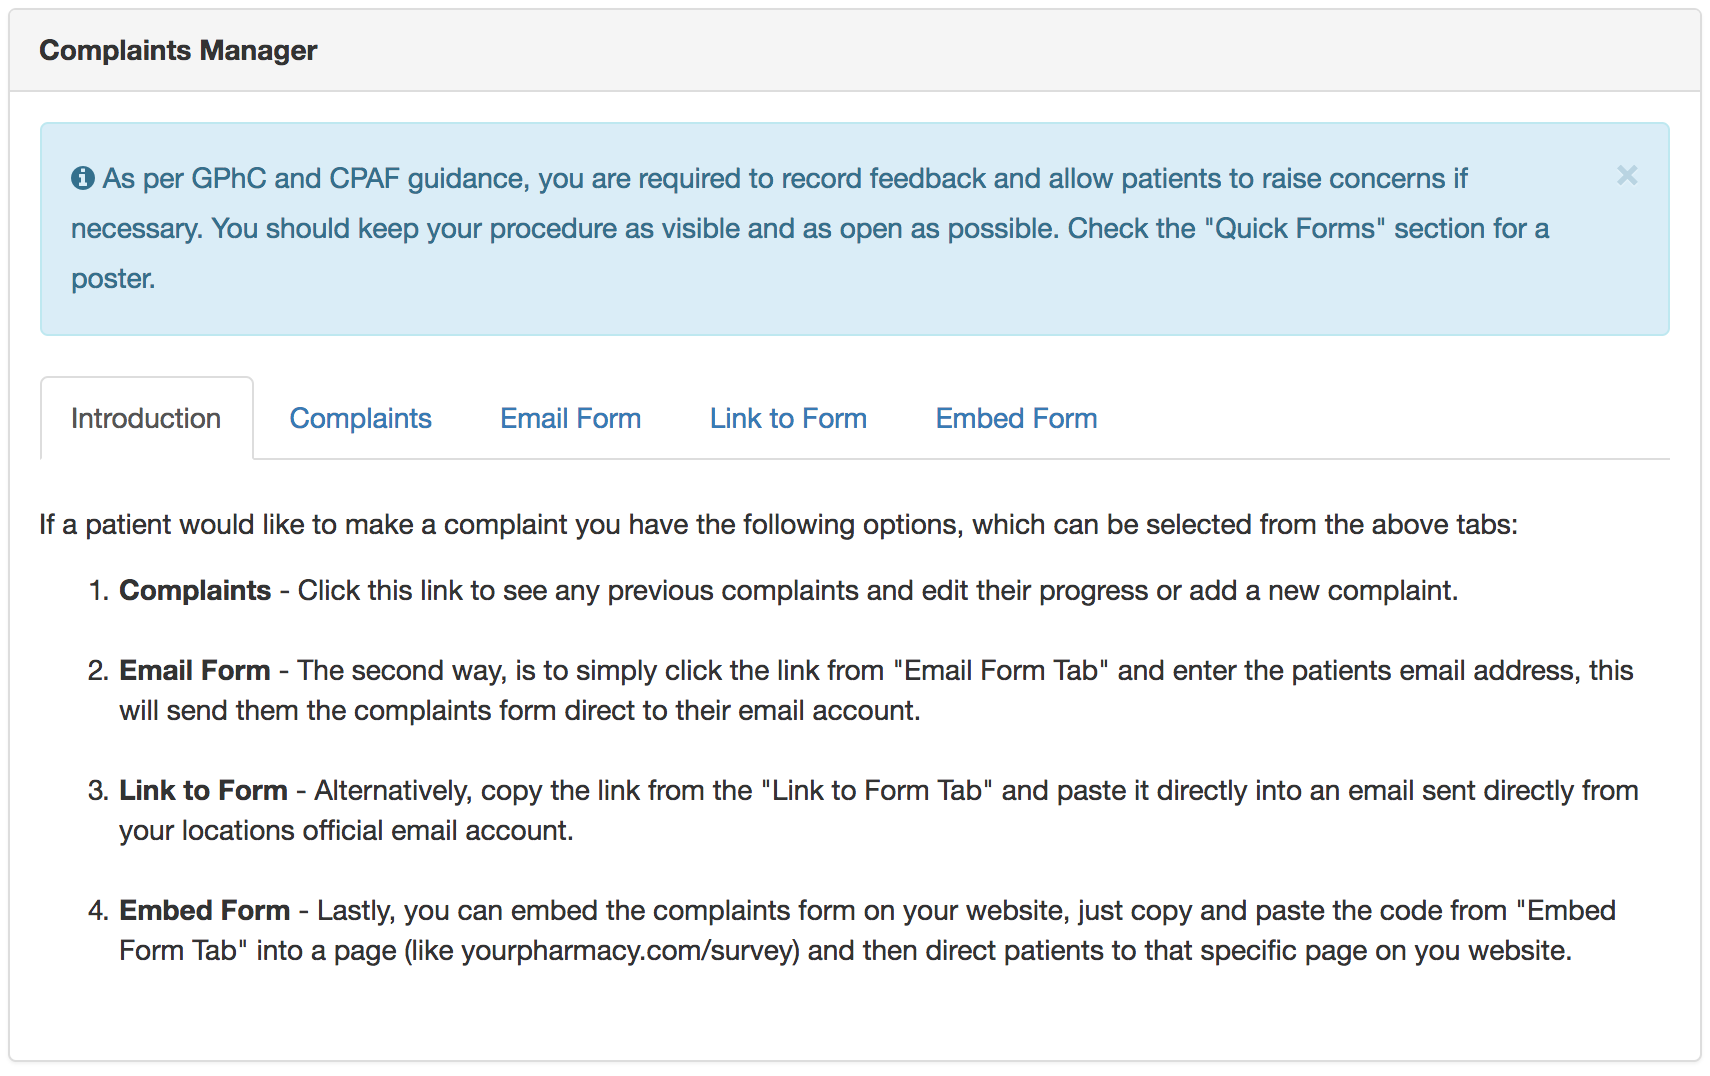 Complaints Manager
As per GPhC and CPAF guidance, you are required to record feedback and allow patients to raise concerns if
necessary. You should keep your procedure as visible and as open as possible. Check the "Quick Forms" section for a
poster.
Introduction
Complaints
Email Form
Link to Form
Embed Form
If a patient would like to make a complaint you have the following options, which can be selected from the above tabs:
1. Complaints - Click this link to see any previous complaints and edit their progress or add a new complaint.
2. Email Form - The second way, is to simply click the link from "Email Form Tab" and enter the patients email address, this
will send them the complaints form direct to their email account.
3. Link to Form - Alternatively, copy the link from the "Link to Form Tab" and paste it directly into an email sent directly from
your locations official email account.
4. Embed Form - Lastly, you can embed the complaints form on your website, just copy and paste the code from "Embed
Form Tab" into a page (like yourpharmacy.com/survey) and then direct patients to that specific page on you website.